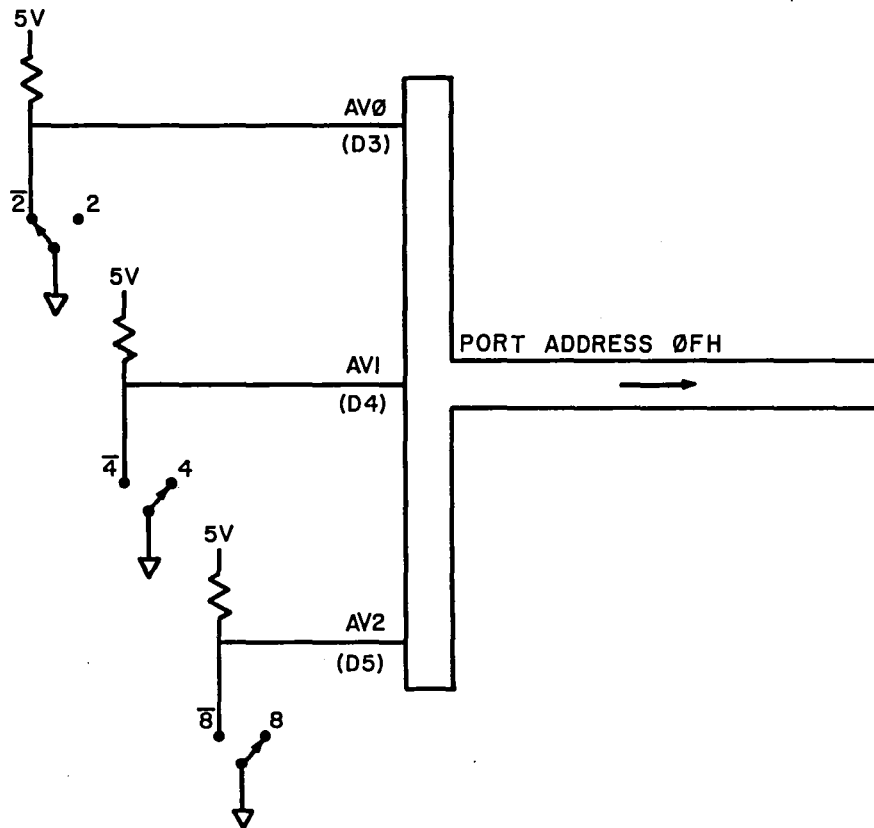 5V
AVØ
(D3)
2̅ 2
5V
PORT ADDRESS ØFH
AV1
(D4)
4̅ 4
5V
AV2
(D5)
8̅ 8